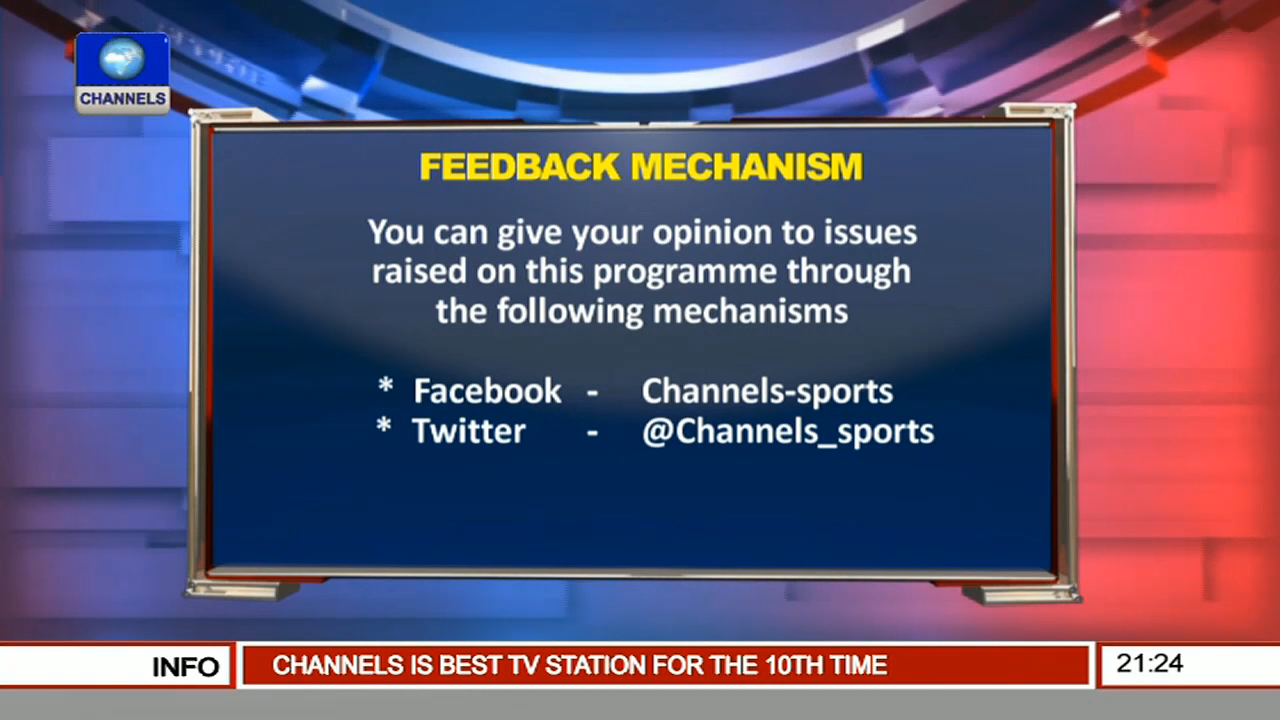 CHANNELS
FEEDBACK MECHANISM
You can give your opinion to issues
raised on this programme through
the following mechanisms
* Facebook - Channels-sports
* Twitter - @Channels_sports
INFO
CHANNELS IS BEST TV STATION FOR THE 10TH TIME
21:24